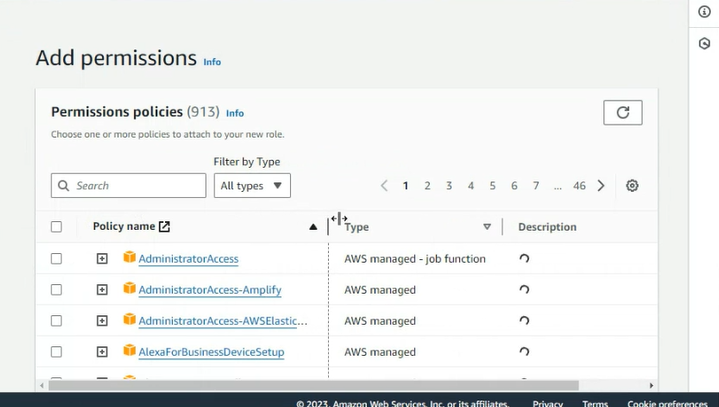 Add permissions Info
Permissions policies (913) Info
Choose one or more policies to attach to your new role.
Filter by Type
Search
All types
1 2 3 4 5 6 7 ... 46
Policy name Type Description
AdministratorAccess AWS managed - job function
AdministratorAccess-Amplify AWS managed
AdministratorAccess-AWSElastic... AWS managed
AlexaForBusinessDeviceSetup AWS managed
© 2023, Amazon Web Services, Inc. or its affiliates. Privacy Terms Cookie preferences